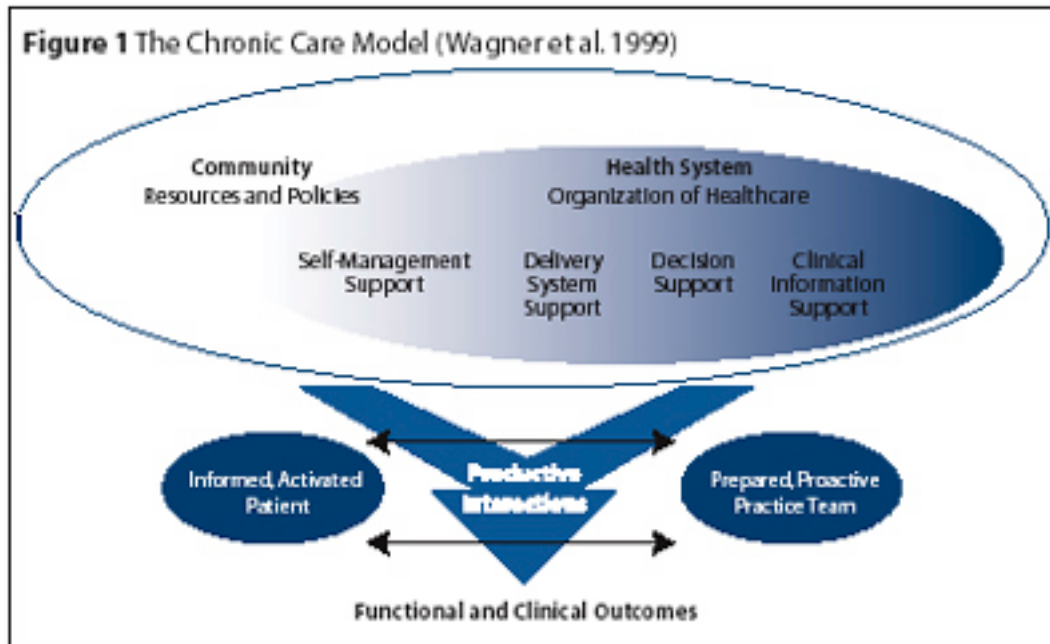 Figure 1 The Chronic Care Model (Wagner et al. 1999)
Community
Resources and Policies
Health System
Organization of Healthcare
Self-Management
Support
Delivery
System
Support
Decision
Support
Clinical
Information
Support
Informed, Activated
Patient
Productive
Interactions
Prepared, Proactive
Practice Team
Functional and Clinical Outcomes